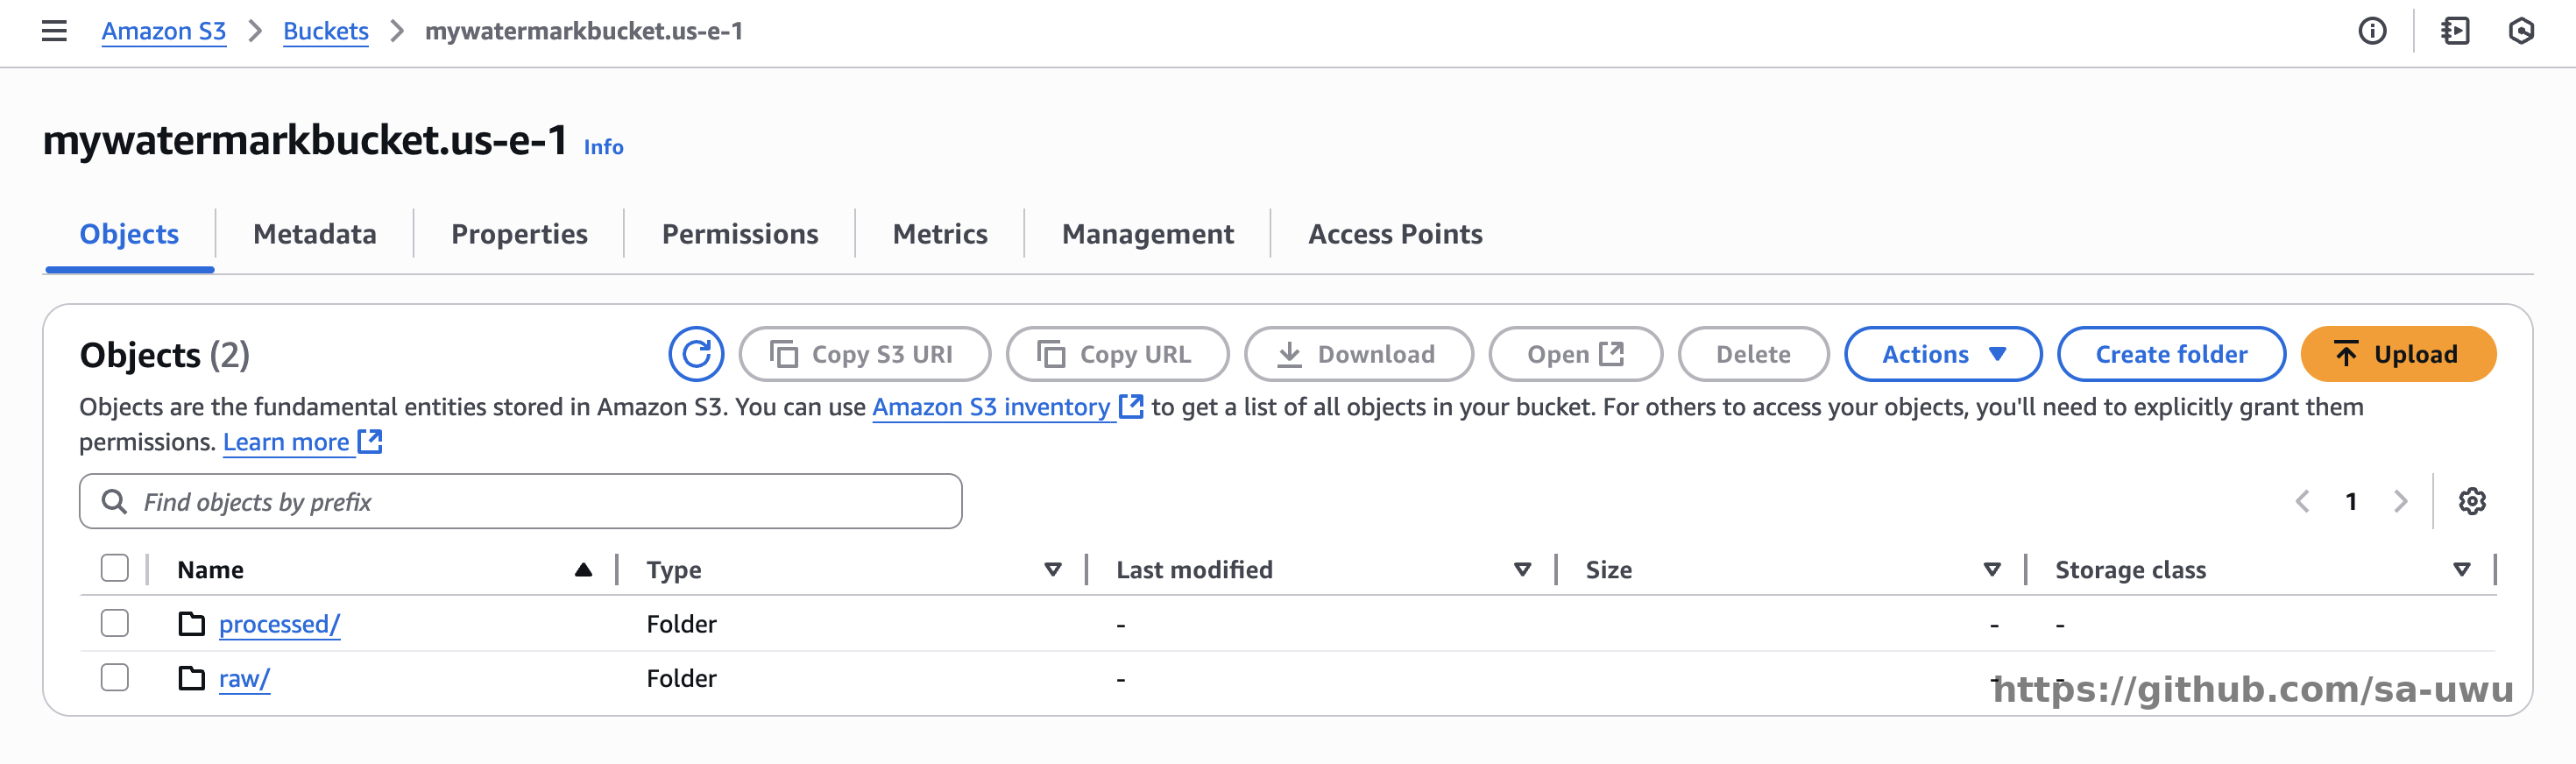 Amazon S3 > Buckets > mywatermarkbucket.us-e-1
mywatermarkbucket.us-e-1 Info
Objects Metadata Properties Permissions Metrics Management Access Points
Objects (2) Copy S3 URI Copy URL Download Open Delete Actions Create folder Upload
Objects are the fundamental entities stored in Amazon S3. You can use Amazon S3 inventory to get a list of all objects in your bucket. For others to access your objects, you'll need to explicitly grant them
permissions. Learn more
Find objects by prefix 1
Name Type Last modified Size Storage class
processed/ Folder - - -
raw/ Folder - - -
https://github.com/sa-uwu